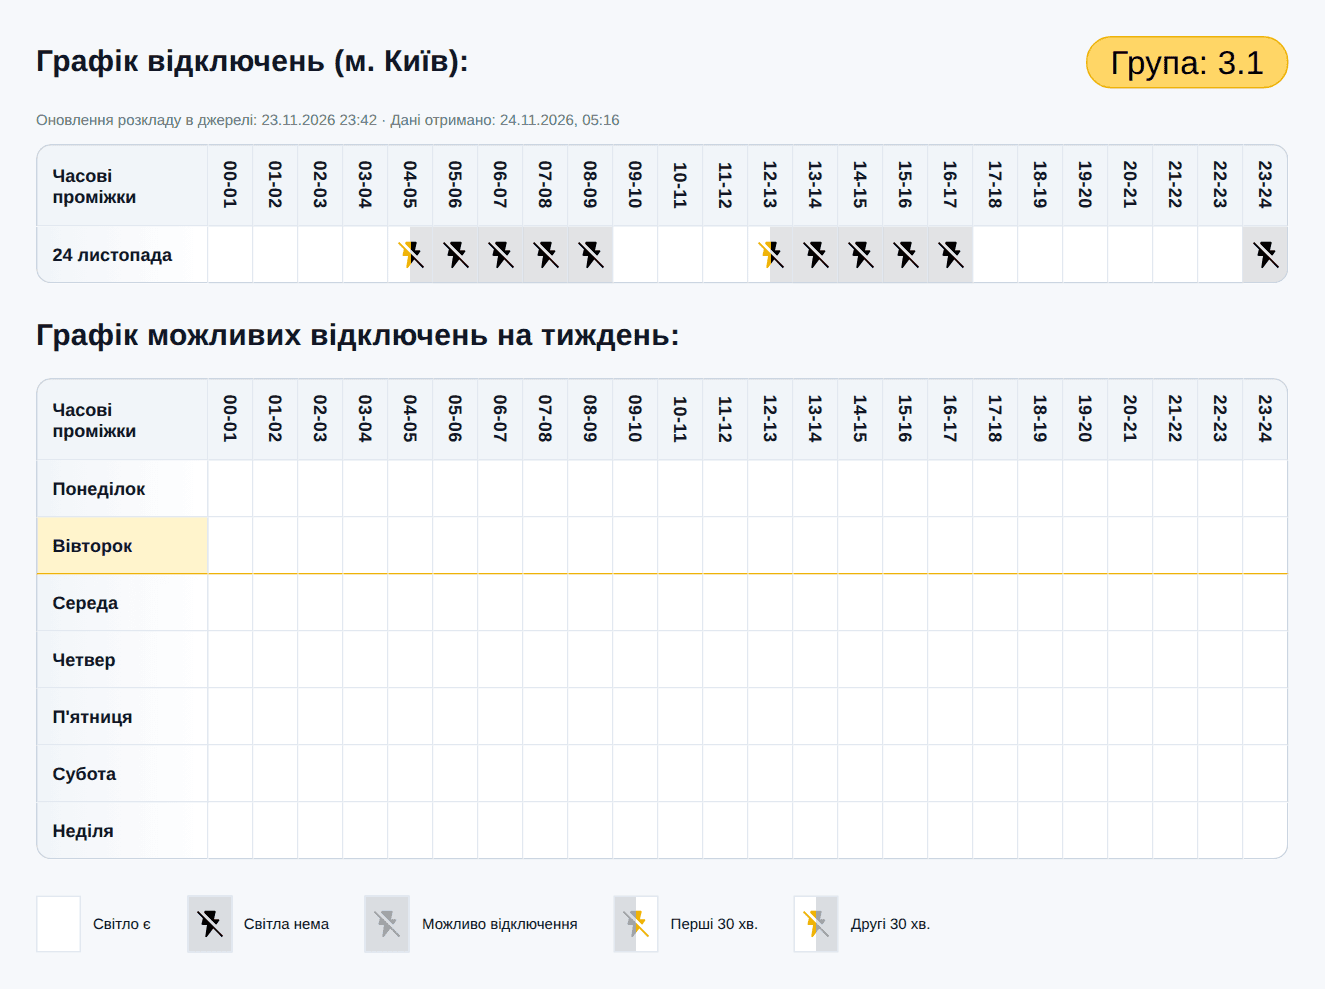 Графік відключень (м. Київ):
Група: 3.1
Оновлення розкладу в джерелі: 23.11.2026 23:42 · Дані отримано: 24.11.2026, 05:16
Часові проміжки 00-01 01-02 02-03 03-04 04-05 05-06 06-07 07-08 08-09 09-10 10-11 11-12 12-13 13-14 14-15 15-16 16-17 17-18 18-19 19-20 20-21 21-22 22-23 23-24
24 листопада
Графік можливих відключень на тиждень:
Часові проміжки 00-01 01-02 02-03 03-04 04-05 05-06 06-07 07-08 08-09 09-10 10-11 11-12 12-13 13-14 14-15 15-16 16-17 17-18 18-19 19-20 20-21 21-22 22-23 23-24
Понеділок
Вівторок
Середа
Четвер
П'ятниця
Субота
Неділя
Світло є Світла нема Можливо відключення Перші 30 хв. Другі 30 хв.